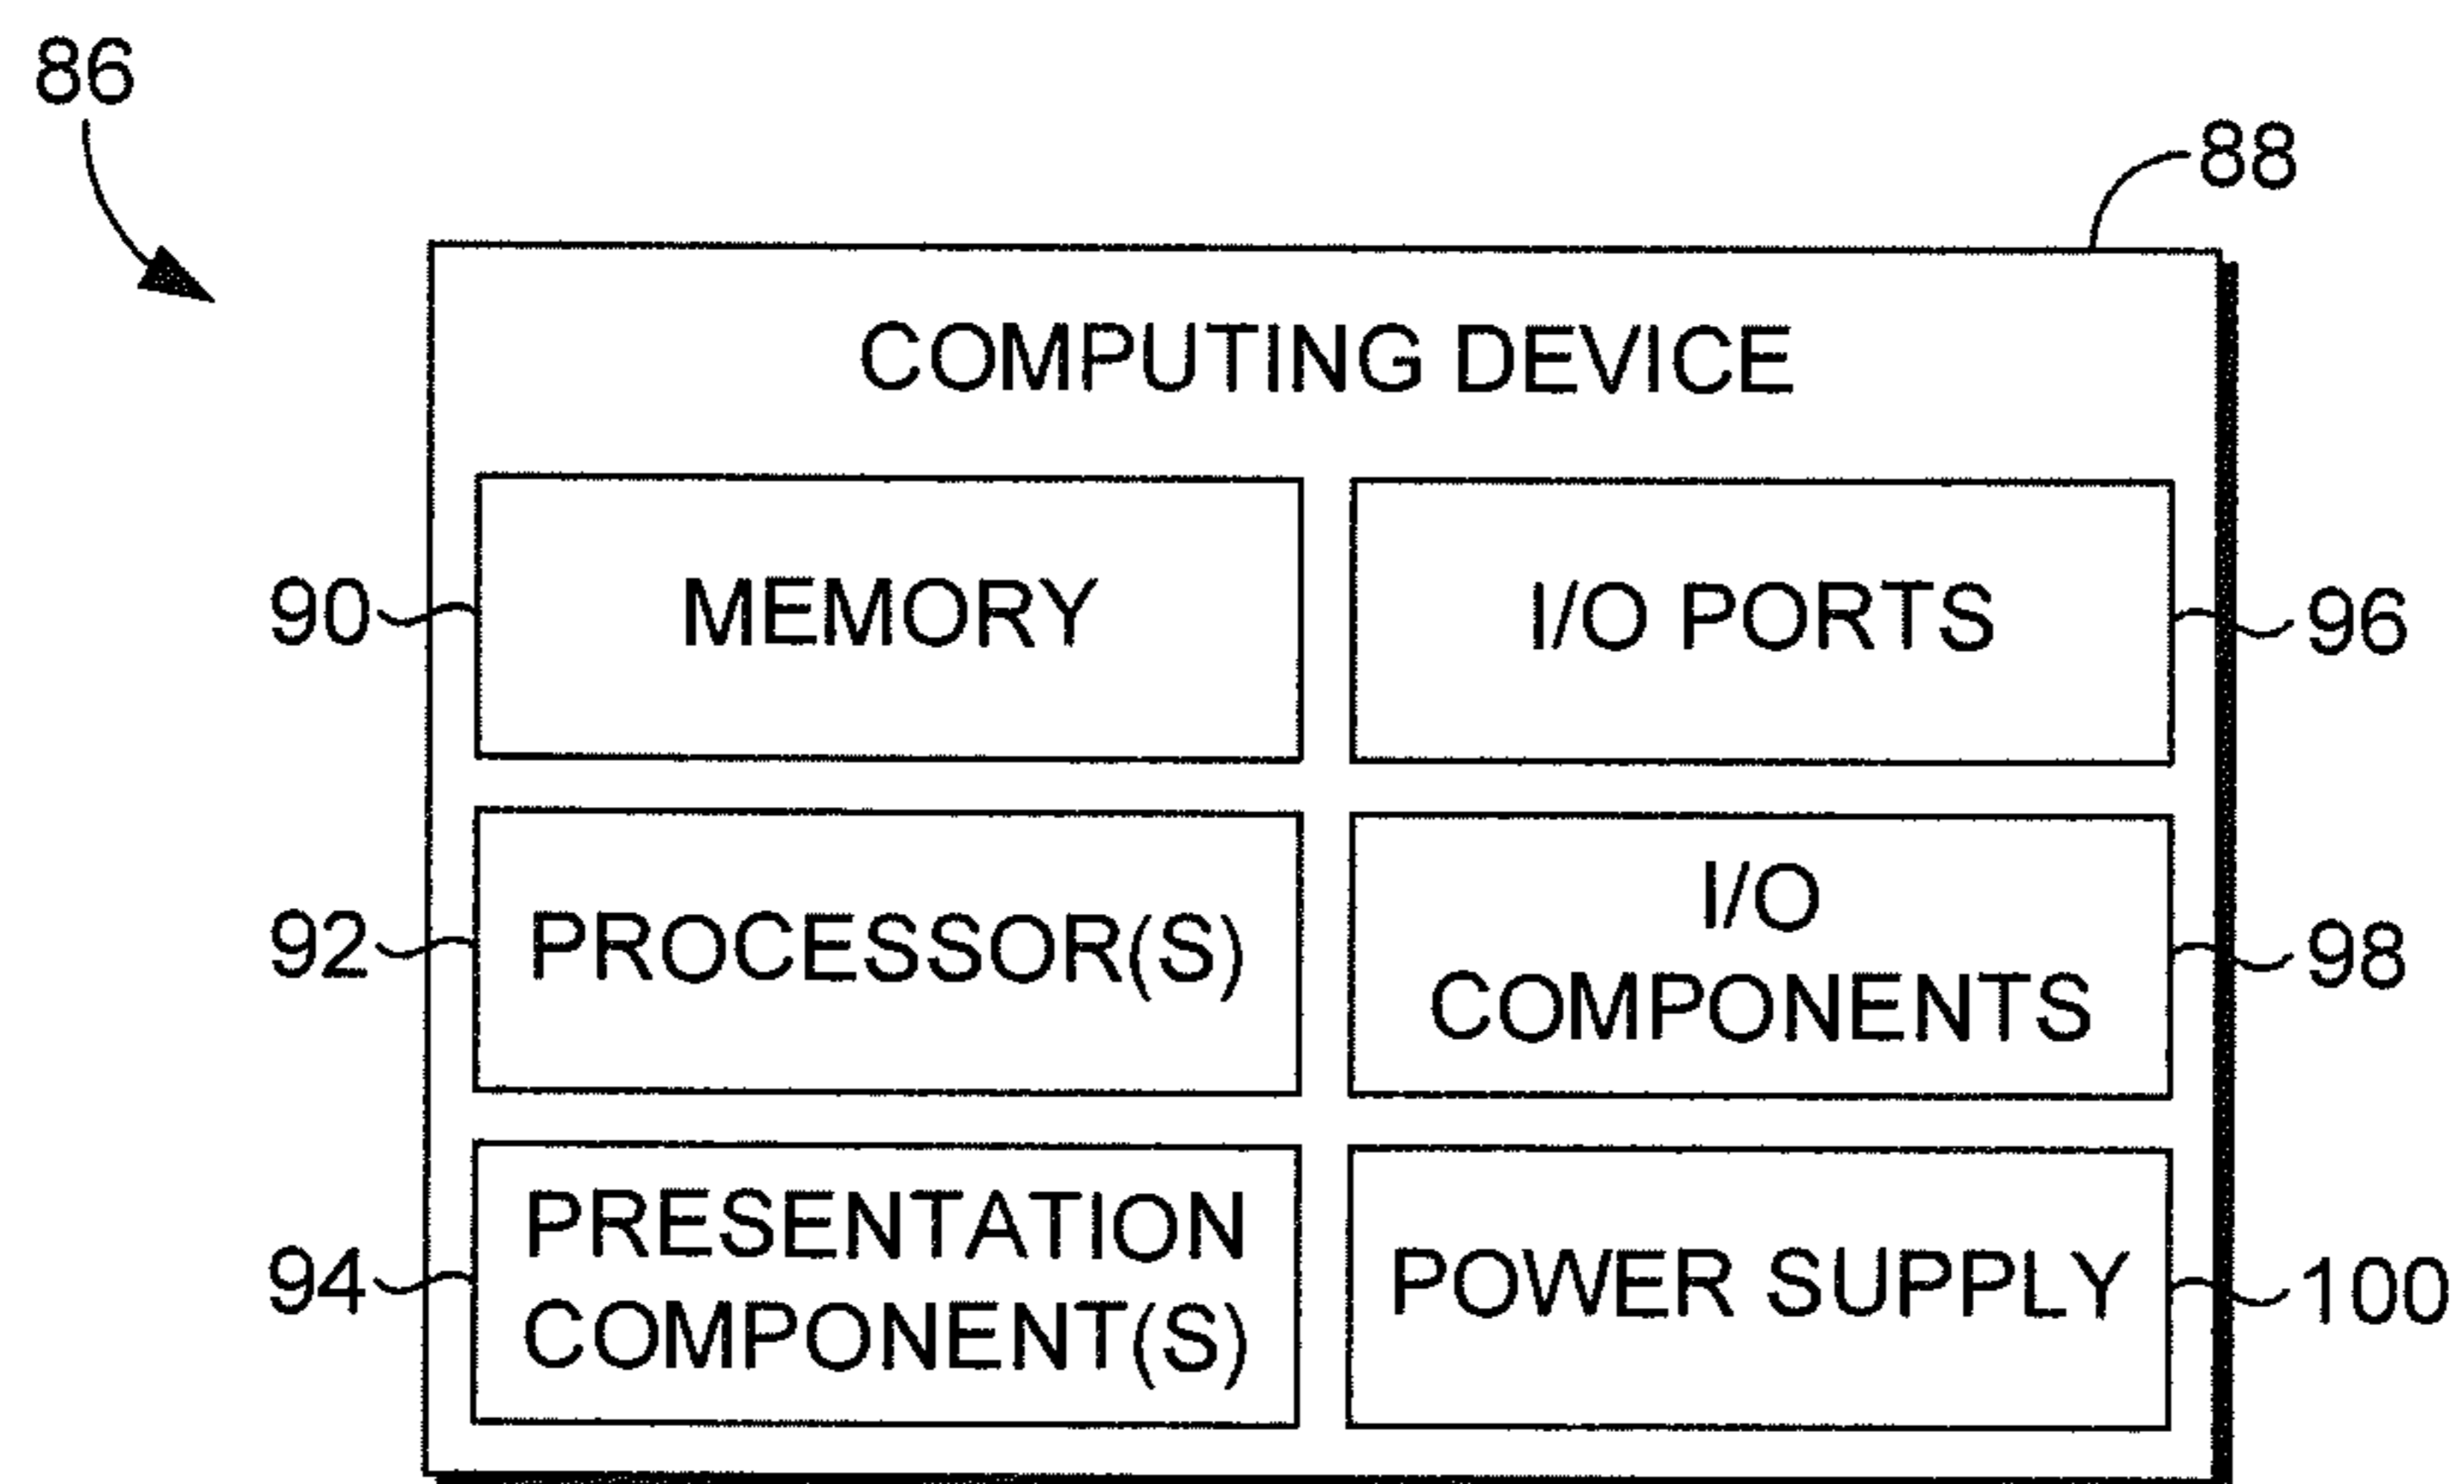 86
88
COMPUTING DEVICE
90
MEMORY
I/O PORTS
96
92
PROCESSOR(S)
I/O
COMPONENTS
98
94
PRESENTATION
COMPONENT(S)
POWER SUPPLY
100